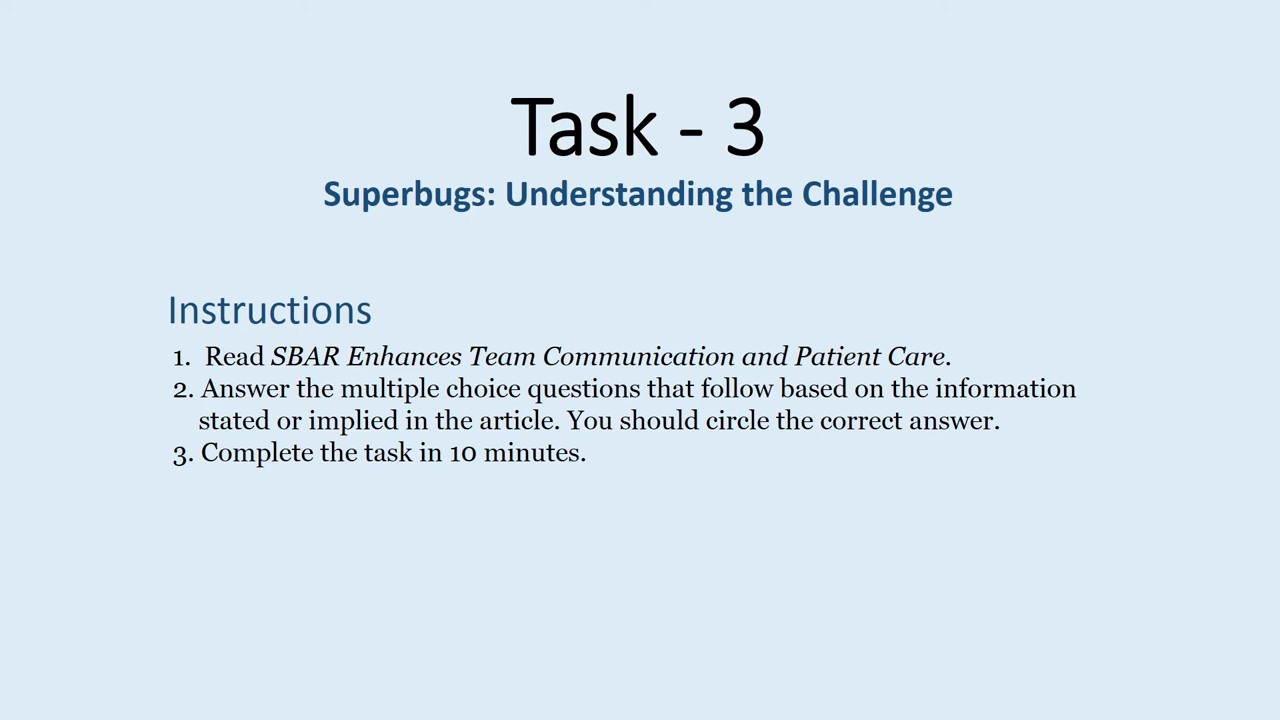 Task - 3
Superbugs: Understanding the Challenge
Instructions
1. Read SBAR Enhances Team Communication and Patient Care.
2. Answer the multiple choice questions that follow based on the information
stated or implied in the article. You should circle the correct answer.
3. Complete the task in 10 minutes.